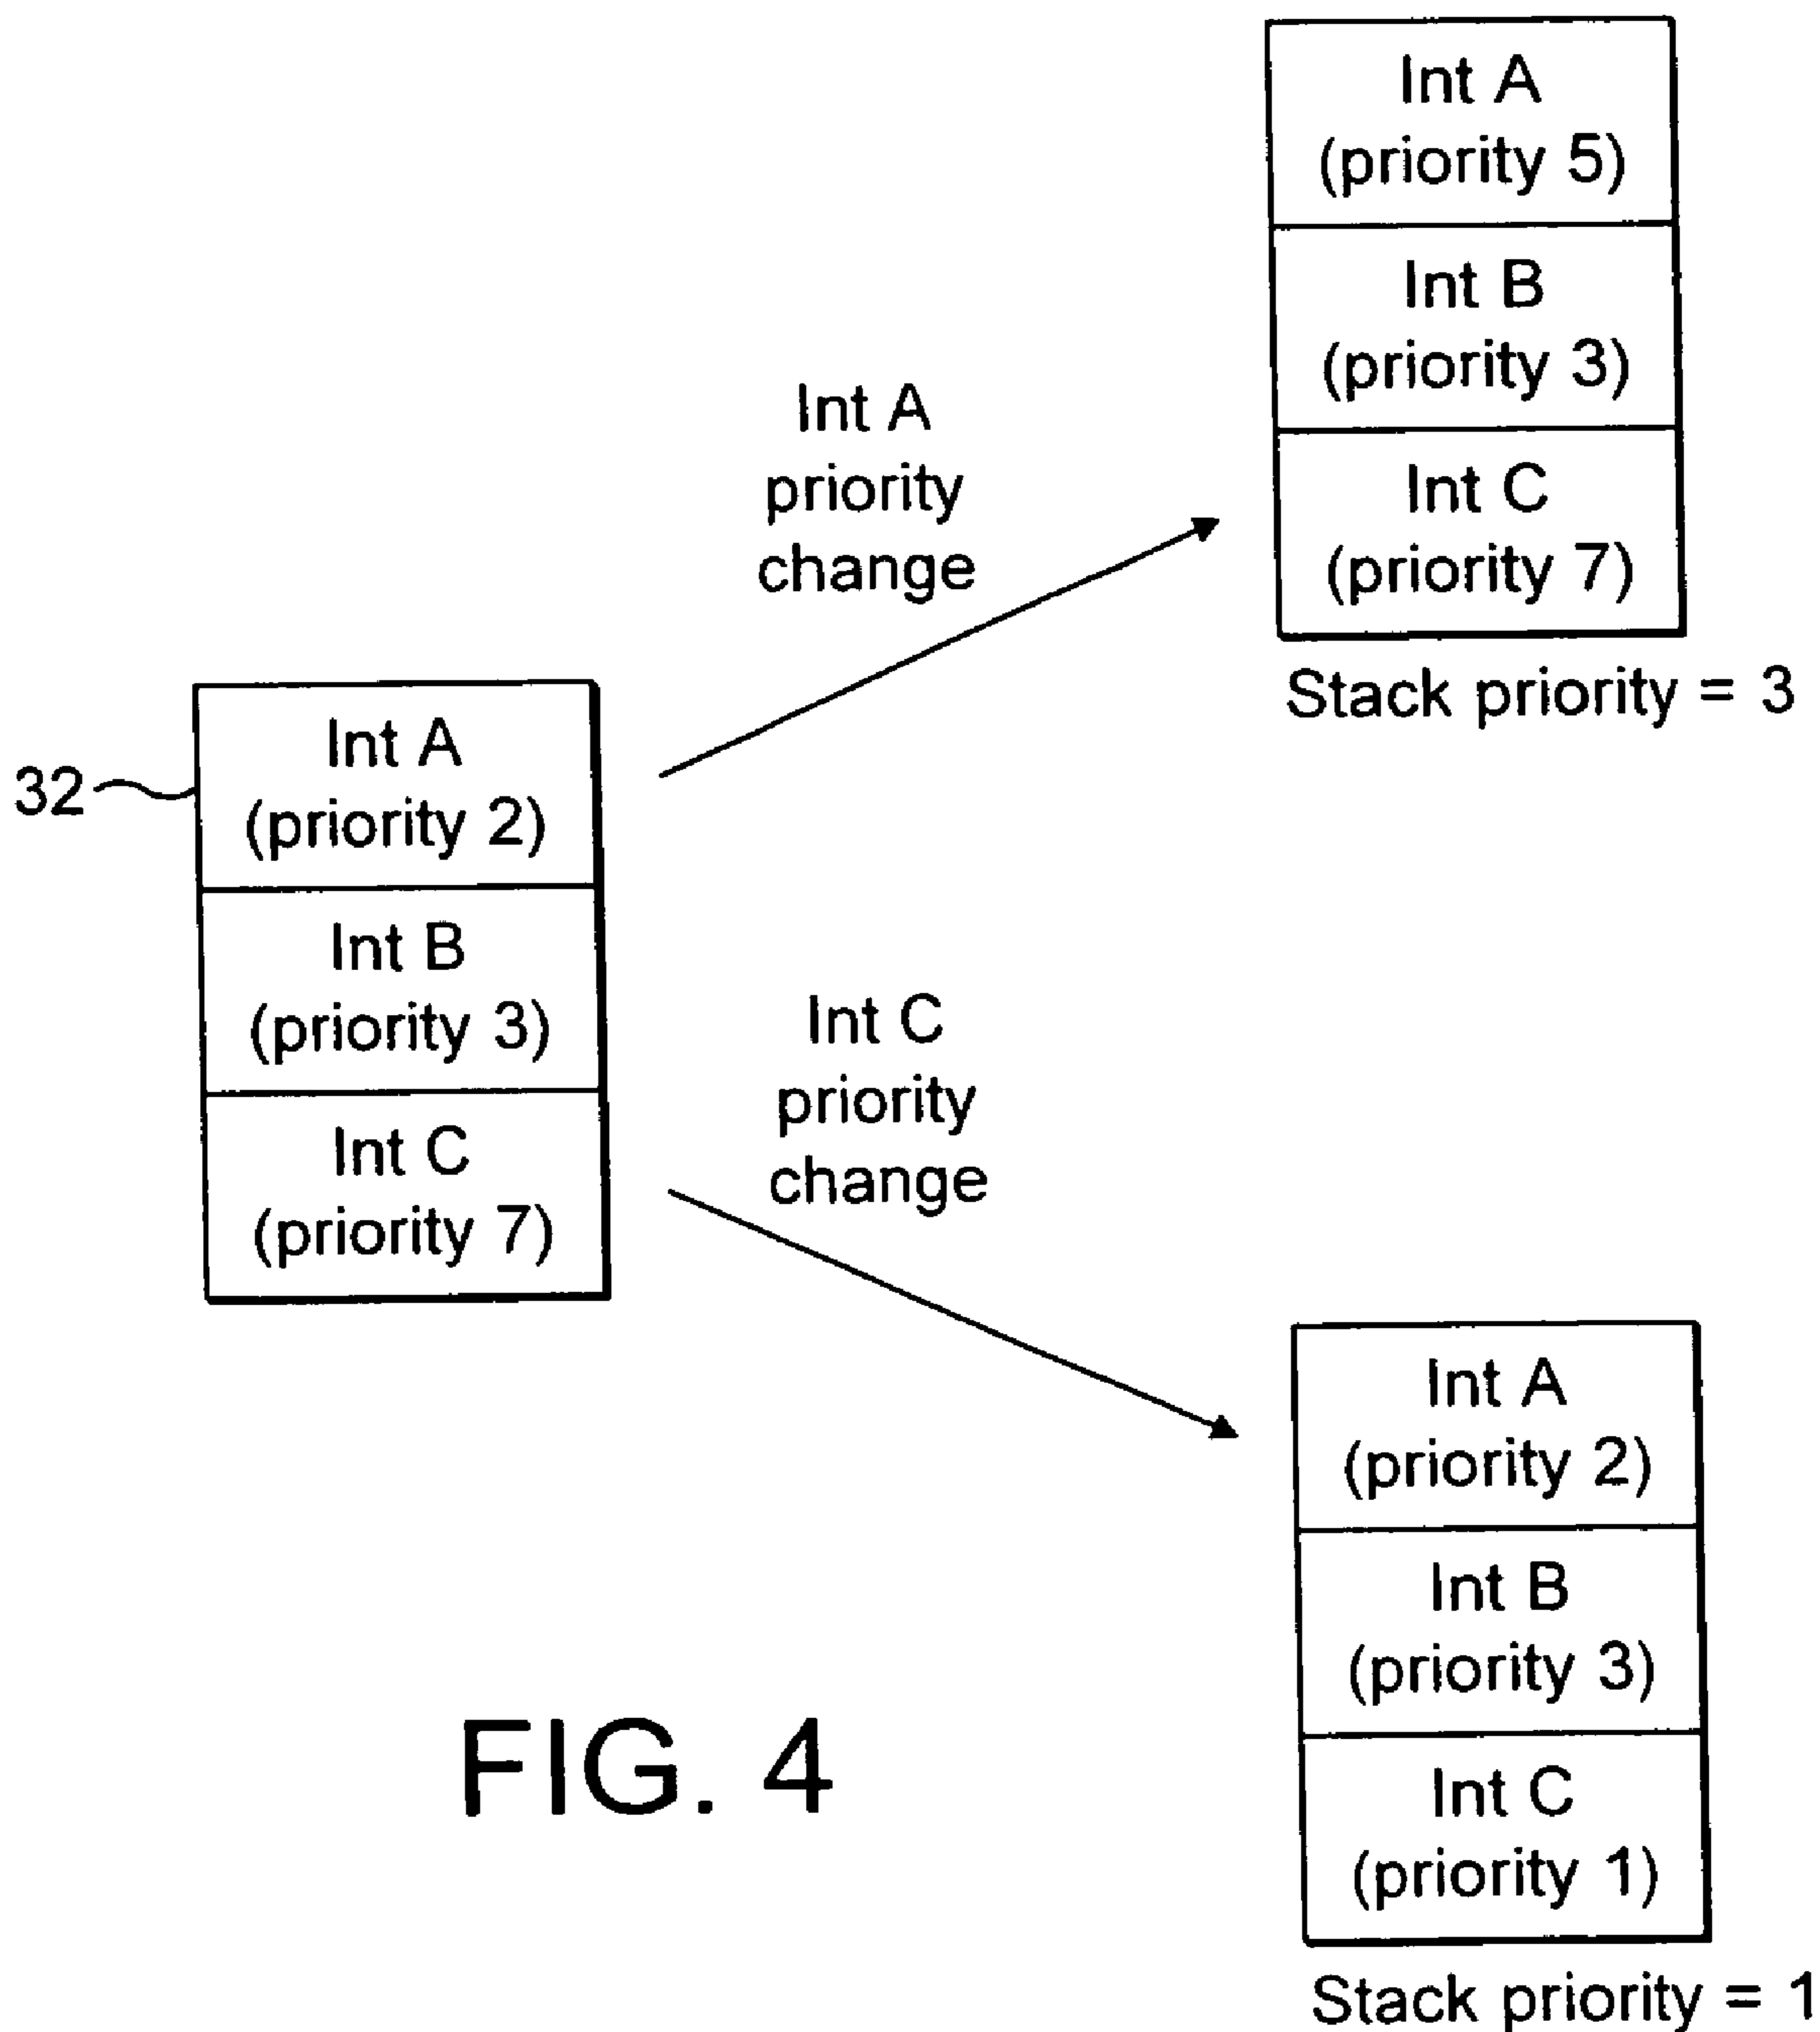 Int A
(priority 5)
Int B
(priority 3)
Int C
(priority 7)
Stack priority = 3
Int A
priority
change
32
Int A
(priority 2)
Int B
(priority 3)
Int C
(priority 7)
Int C
priority
change
Int A
(priority 2)
Int B
(priority 3)
Int C
(priority 1)
Stack priority = 1
FIG. 4